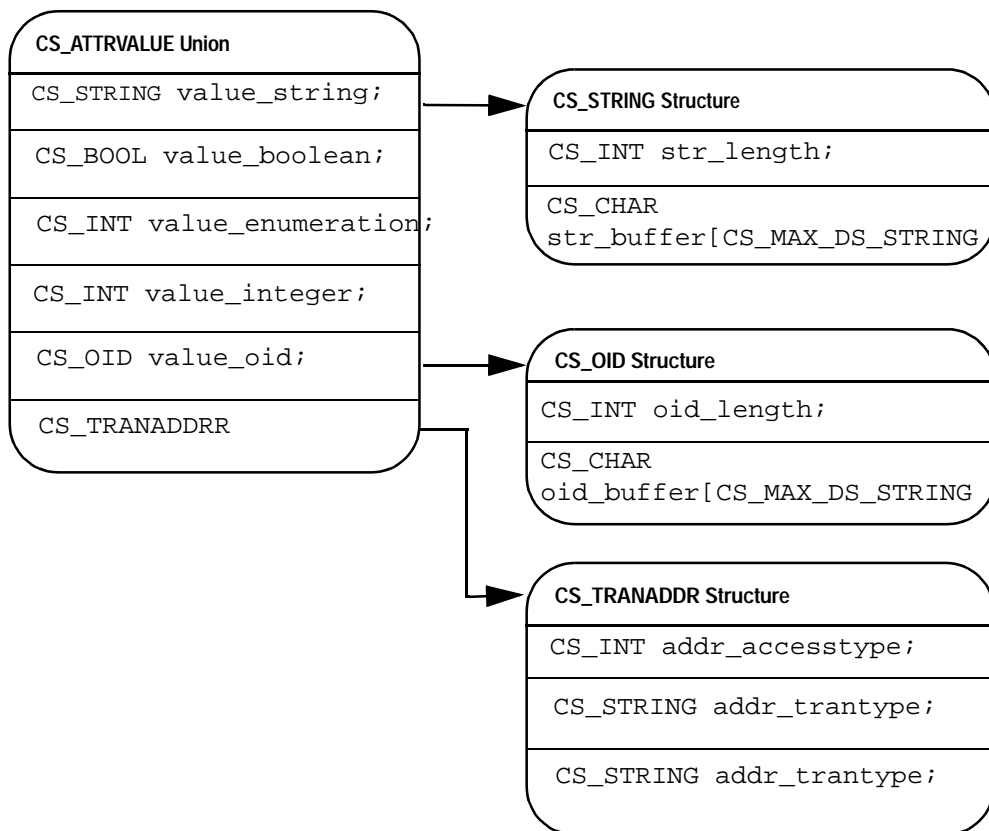 CS_ATTRVALUE Union
CS_STRING value_string;
CS_BOOL value_boolean;
CS_INT value_enumeration;
CS_INT value_integer;
CS_OID value_oid;
CS_TRANADDRR
CS_STRING Structure
CS_INT str_length;
CS_CHAR
str_buffer[CS_MAX_DS_STRING
CS_OID Structure
CS_INT oid_length;
CS_CHAR
oid_buffer[CS_MAX_DS_STRING
CS_TRANADDR Structure
CS_INT addr_accesstype;
CS_STRING addr_trantype;
CS_STRING addr_trantype;